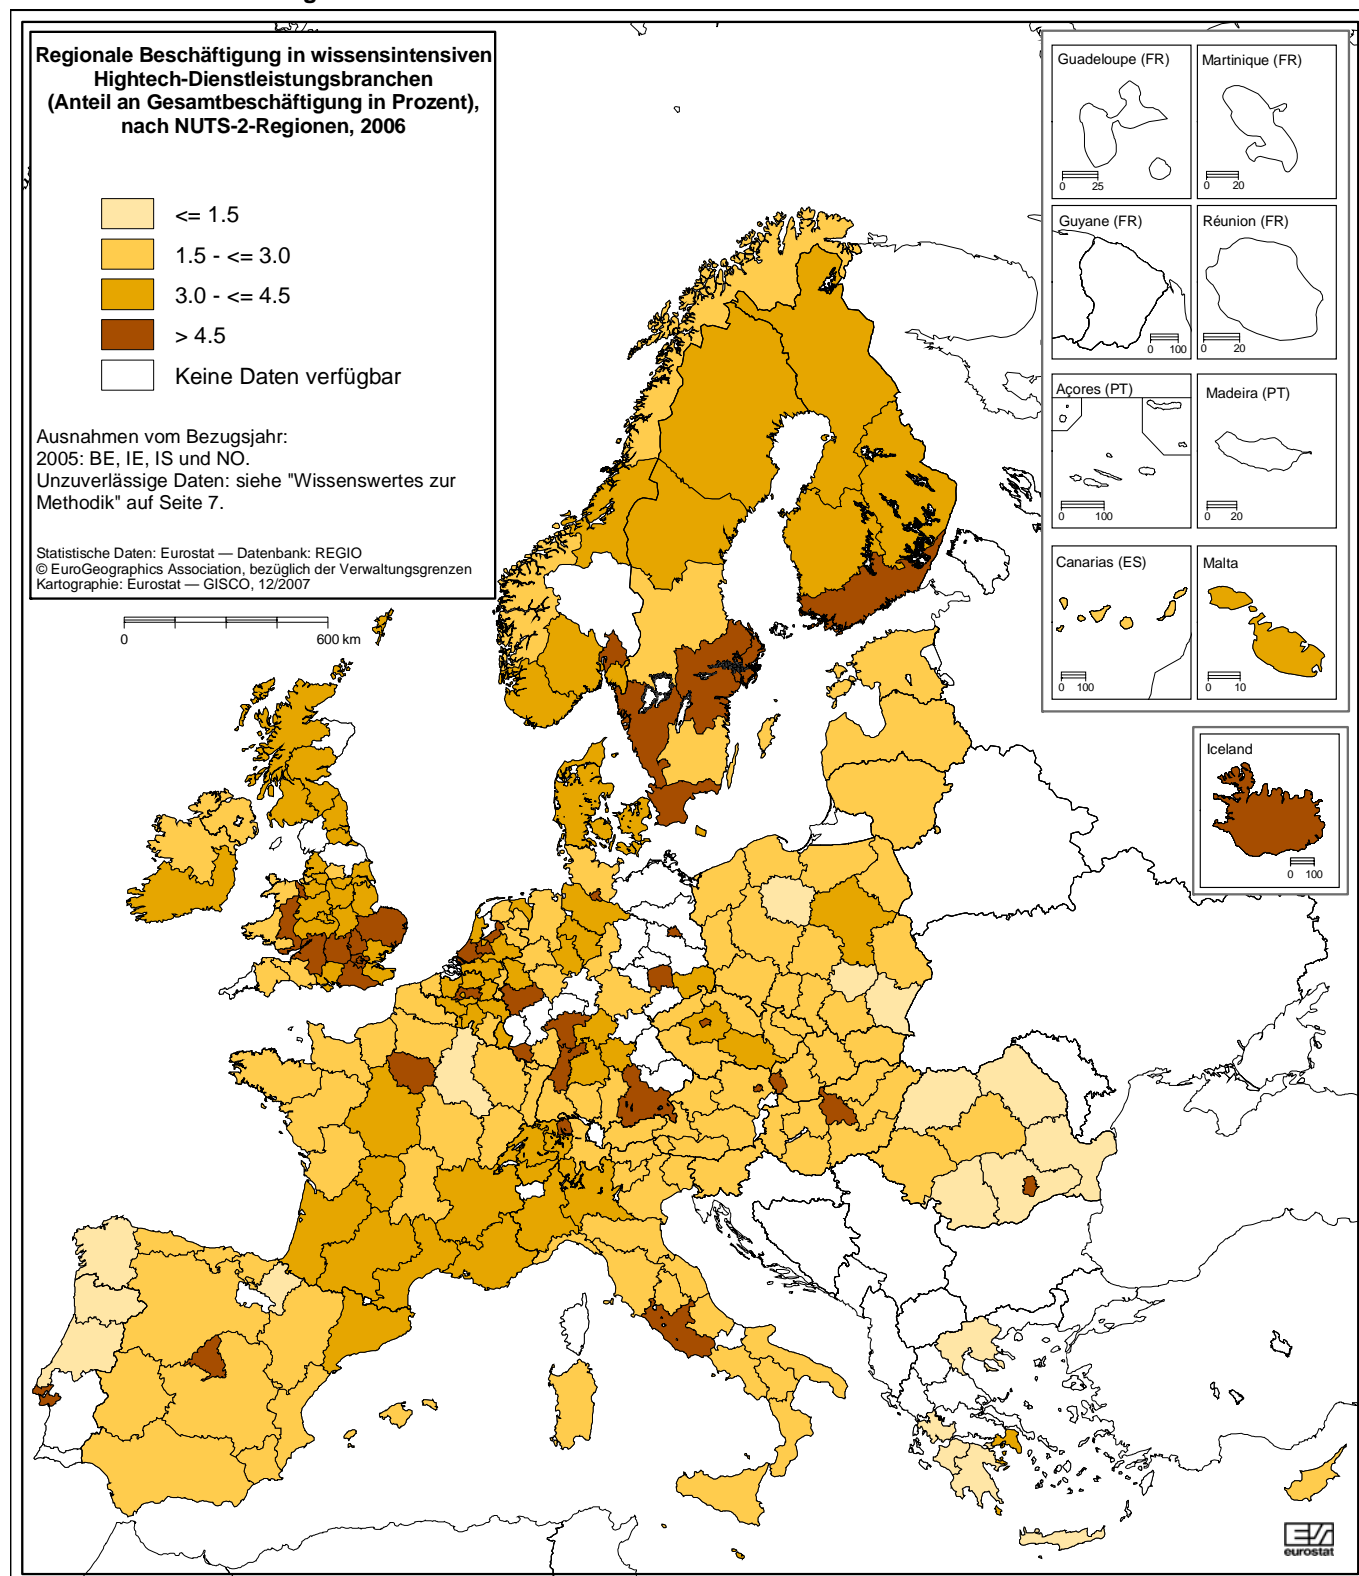 Regionale Beschäftigung in wissensintensiven
Hightech-Dienstleistungsbranchen
(Anteil an Gesamtbeschäftigung in Prozent),
nach NUTS-2-Regionen, 2006
<= 1.5
1.5 - <= 3.0
3.0 - <= 4.5
> 4.5
Keine Daten verfügbar
Ausnahmen vom Bezugsjahr:
2005: BE, IE, IS und NO.
Unzuverlässige Daten: siehe "Wissenswertes zur
Methodik" auf Seite 7.
Statistische Daten: Eurostat — Datenbank: REGIO
© EuroGeographics Association, bezüglich der Verwaltungsgrenzen
Kartographie: Eurostat — GISCO, 12/2007
0 600 km
Guadeloupe (FR)
0 25
Martinique (FR)
0 20
Guyane (FR)
0 100
Réunion (FR)
0 20
Açores (PT)
0 100
Madeira (PT)
0 20
Canarias (ES)
0 100
Malta
0 10
Iceland
0 100
eurostat